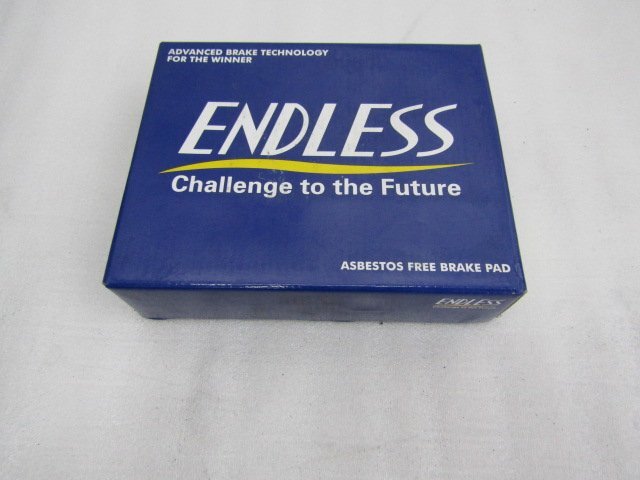 ADVANCED BRAKE TECHNOLOGY
FOR THE WINNER
ENDLESS
Challenge to the Future
ASBESTOS FREE BRAKE PAD
ENDLESS